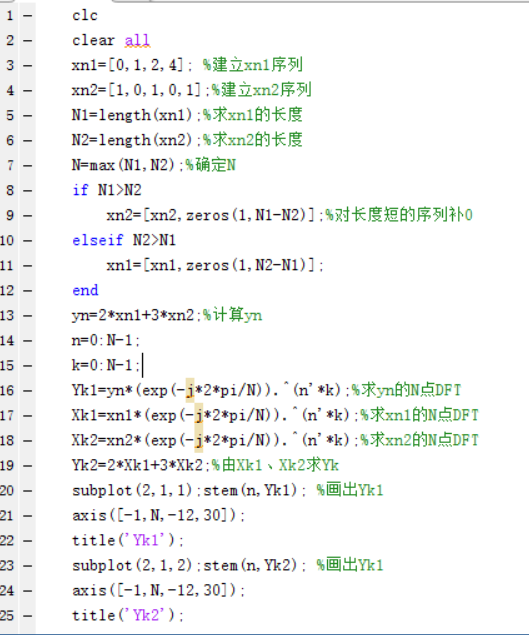 1 - clc
2 - clear all
3 - xn1=[0,1,2,4]; %建立xn1序列
4 - xn2=[1,0,1,0,1];%建立xn2序列
5 - N1=length(xn1);%求xn1的长度
6 - N2=length(xn2);%求xn2的长度
7 - N=max(N1,N2);%确定N
8 - if N1>N2
9 - xn2=[xn2,zeros(1,N1-N2)];%对长度短的序列补0
10 - elseif N2>N1
11 - xn1=[xn1,zeros(1,N2-N1)];
12 - end
13 - yn=2*xn1+3*xn2;%计算yn
14 - n=0:N-1;
15 - k=0:N-1;
16 - Yk1=yn*(exp(-j*2*pi/N)).^(n'*k);%求yn的N点DFT
17 - Xk1=xn1*(exp(-j*2*pi/N)).^(n'*k);%求xn1的N点DFT
18 - Xk2=xn2*(exp(-j*2*pi/N)).^(n'*k);%求xn2的N点DFT
19 - Yk2=2*Xk1+3*Xk2;%由Xk1、Xk2求Yk
20 - subplot(2,1,1);stem(n,Yk1); %画出Yk1
21 - axis([-1,N,-12,30]);
22 - title('Yk1');
23 - subplot(2,1,2);stem(n,Yk2); %画出Yk1
24 - axis([-1,N,-12,30]);
25 - title('Yk2');